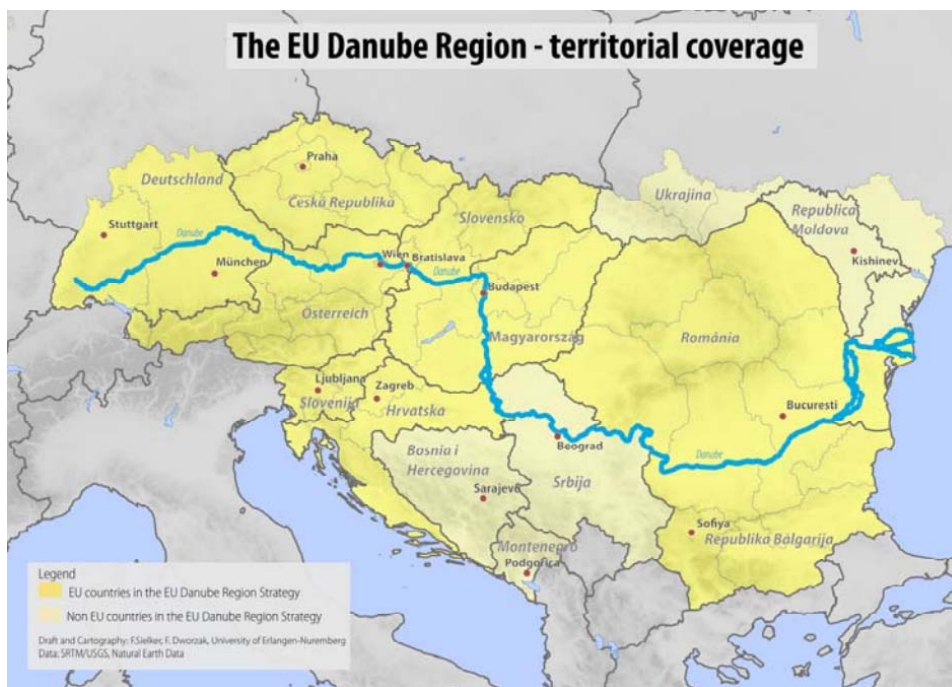 The EU Danube Region - territorial coverage
Praha
Deutschland
Ukrajina
Česká Republika
Slovensko
Republica
Moldova
Stuttgart
Danube
Wien
Bratislava
Kishinev
München
Danube
Budapest
Österreich
Magyarország
România
Ljubljana
Zagreb
Slovenija
Hrvatska
Bucuresti
Beograd
Bosnia i
Hercegovina
Danube
Srbija
Sarajevo
Sofiya
Republika Bălgarija
Montenepro
Podgorica
Legend
EU countries in the EU Danube Region Strategy
Non EU countries in the EU Danube Region Strategy
Draft and Cartography: F.Sielker, F. Dworzak, University of Erlangen-Nuremberg
Data: SRTM/USGS, Natural Earth Data